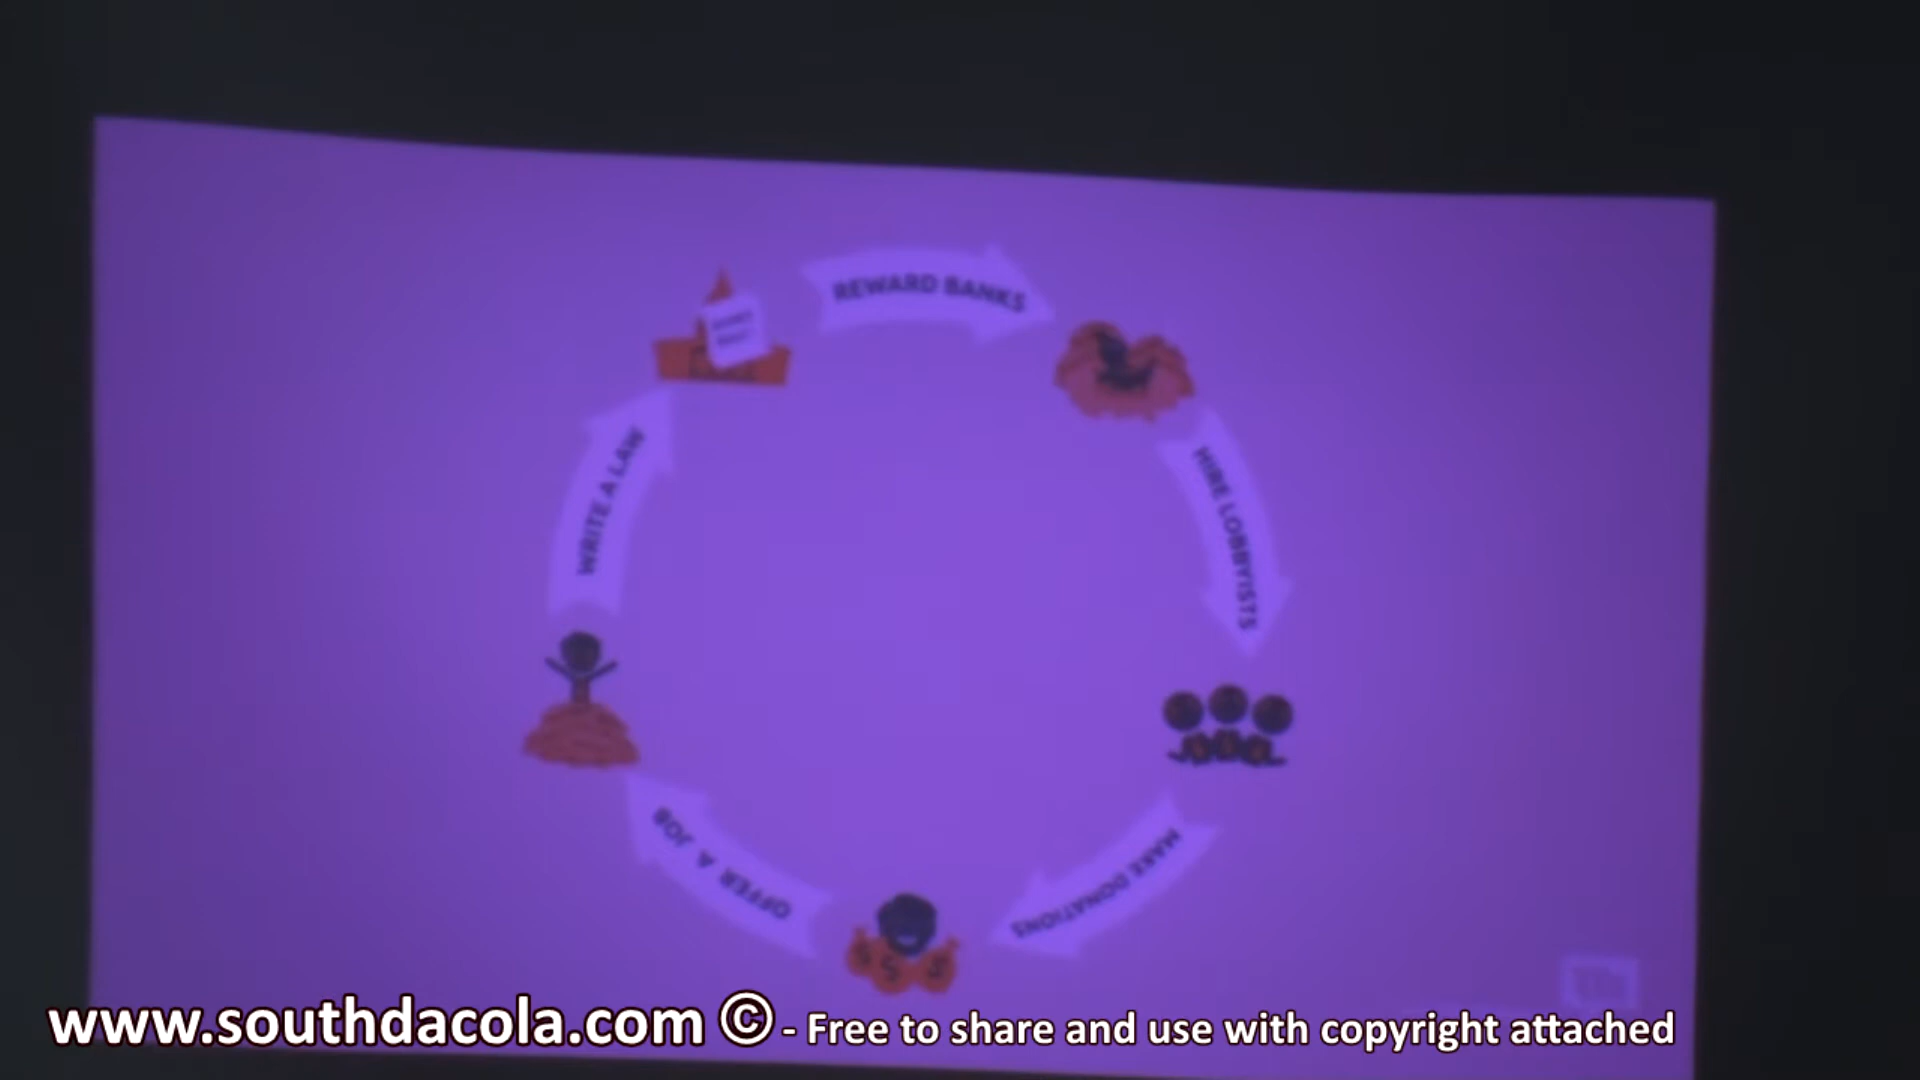 REWARD BANKS
HIRE LOBBYISTS
MAKE DONATIONS
OFFER A JOB
WRITE A LAW
$ $ $
www.southdacola.com © - Free to share and use with copyright attached